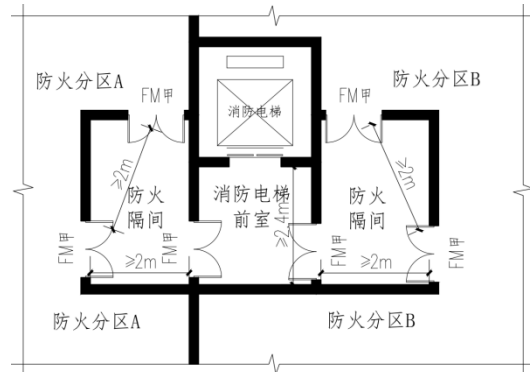 防火分区A
FM甲
消防电梯
FM甲
防火分区B
≥2m
防火
隔间
消防电梯
前室
≥2.4m
防火
隔间
≥2m
FM甲
≥2m
FM甲
FM甲
≥2m
FM甲
防火分区A
防火分区B